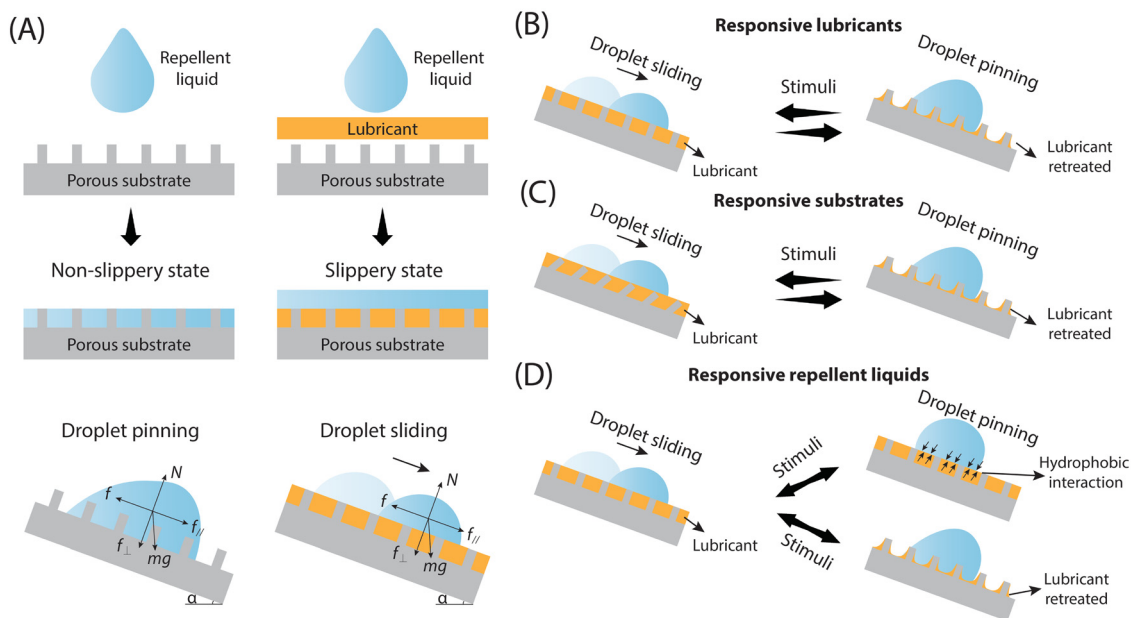 (A)
Repellent
liquid
Porous substrate
Non-slippery state
Porous substrate
Droplet pinning
N
f
f//
f⊥
mg
α
Repellent
liquid
Lubricant
Porous substrate
Slippery state
Porous substrate
Droplet sliding
N
f
f//
f⊥
mg
α
(B)
Responsive lubricants
Droplet sliding
Lubricant
Stimuli
Droplet pinning
Lubricant
retreated
(C)
Responsive substrates
Droplet sliding
Lubricant
Stimuli
Droplet pinning
Lubricant
retreated
(D)
Responsive repellent liquids
Droplet sliding
Lubricant
Stimuli
Stimuli
Droplet pinning
Hydrophobic
interaction
Lubricant
retreated